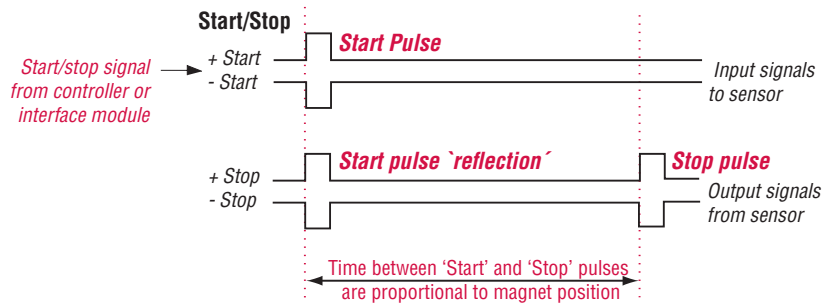 Start/Stop
Start/stop signal
from controller or
interface module
+ Start
- Start
Start Pulse
Input signals
to sensor
+ Stop
- Stop
Start pulse `reflection´
Stop pulse
Output signals
from sensor
Time between ‘Start’ and ‘Stop’ pulses
are proportional to magnet position